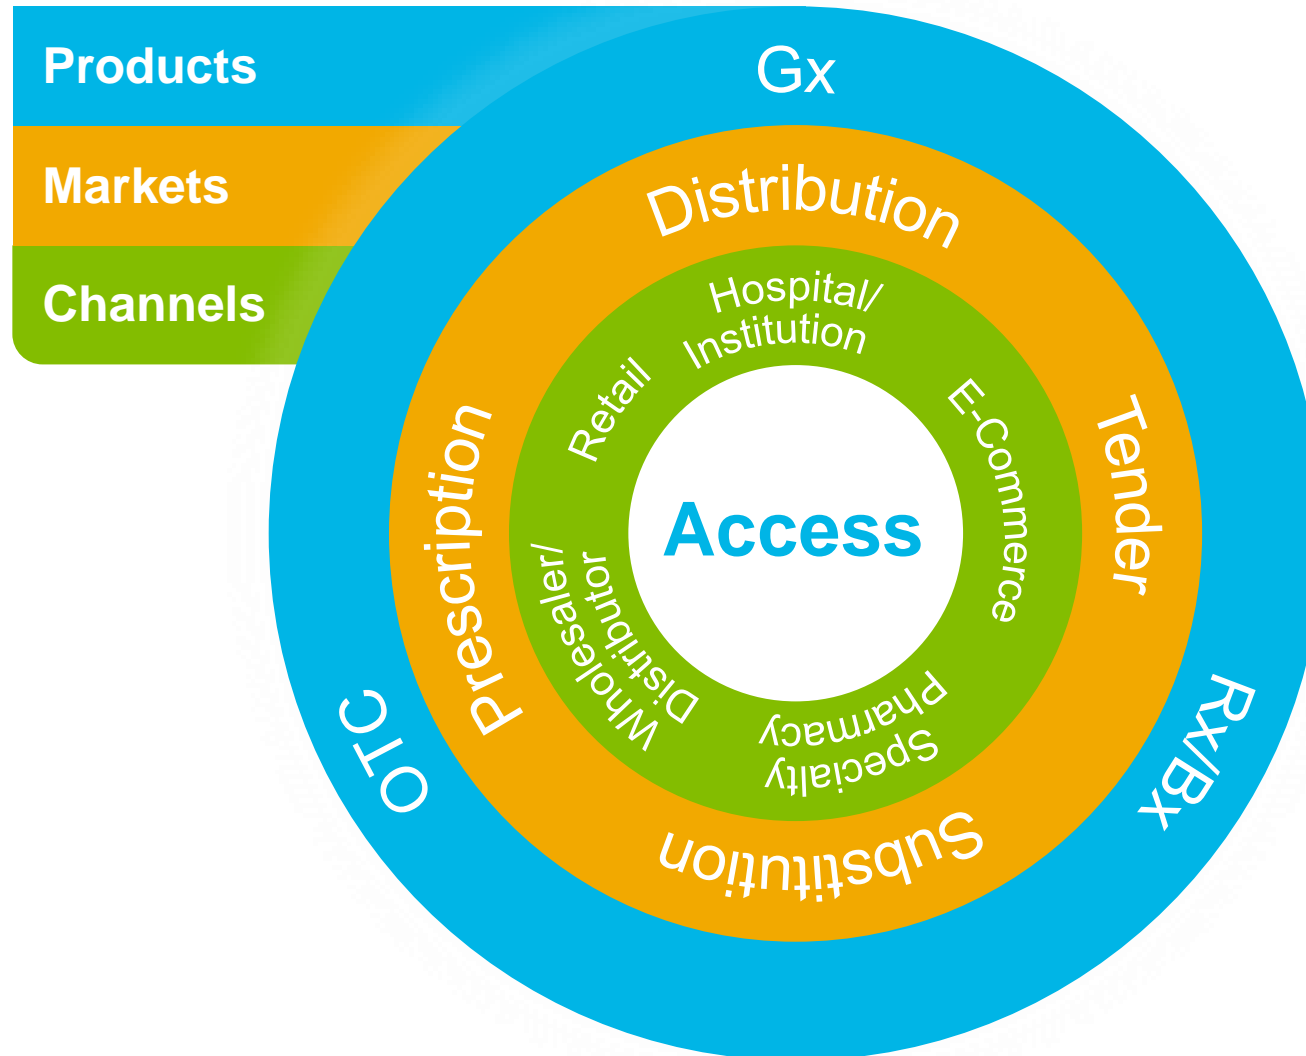 Products
Markets
Channels
Gx
Rx/Bx
OTC
Distribution
Tender
Substitution
Prescription
Hospital/
Institution
E-Commerce
Specialty
Pharmacy
Wholesaler/
Distributor
Retail
Access